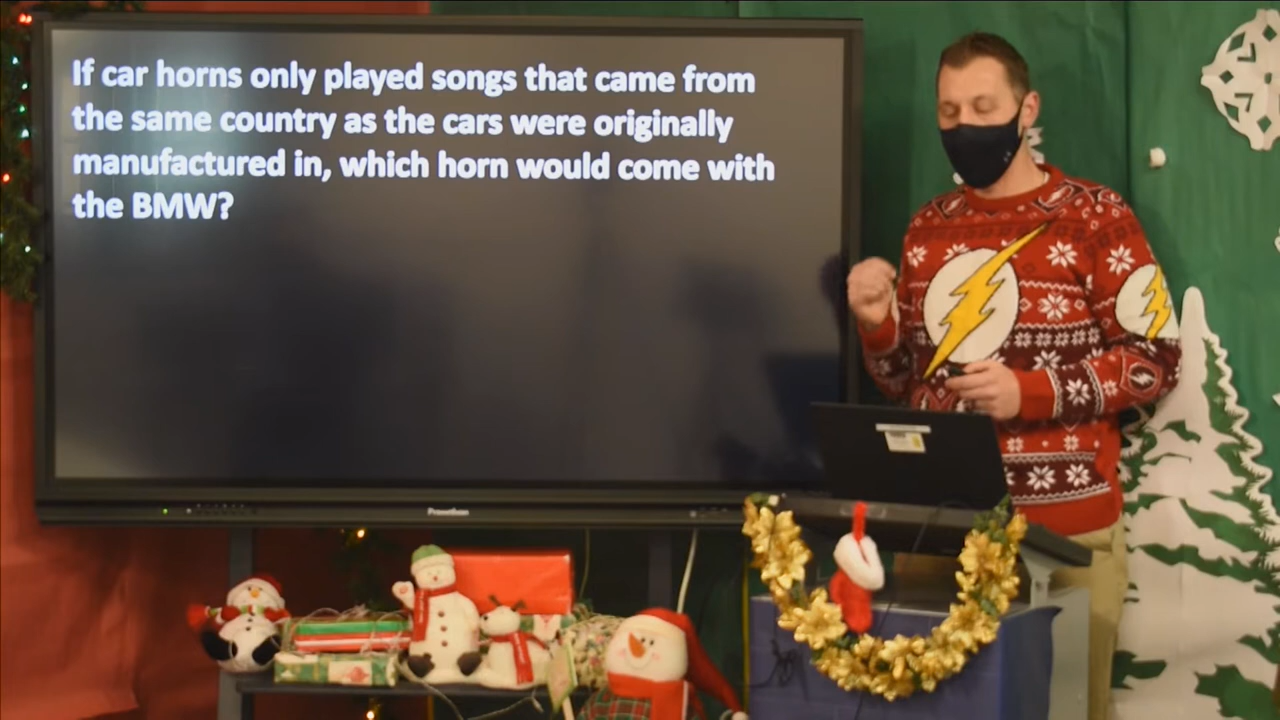 If car horns only played songs that came from
the same country as the cars were originally
manufactured in, which horn would come with
the BMW?
Promethean